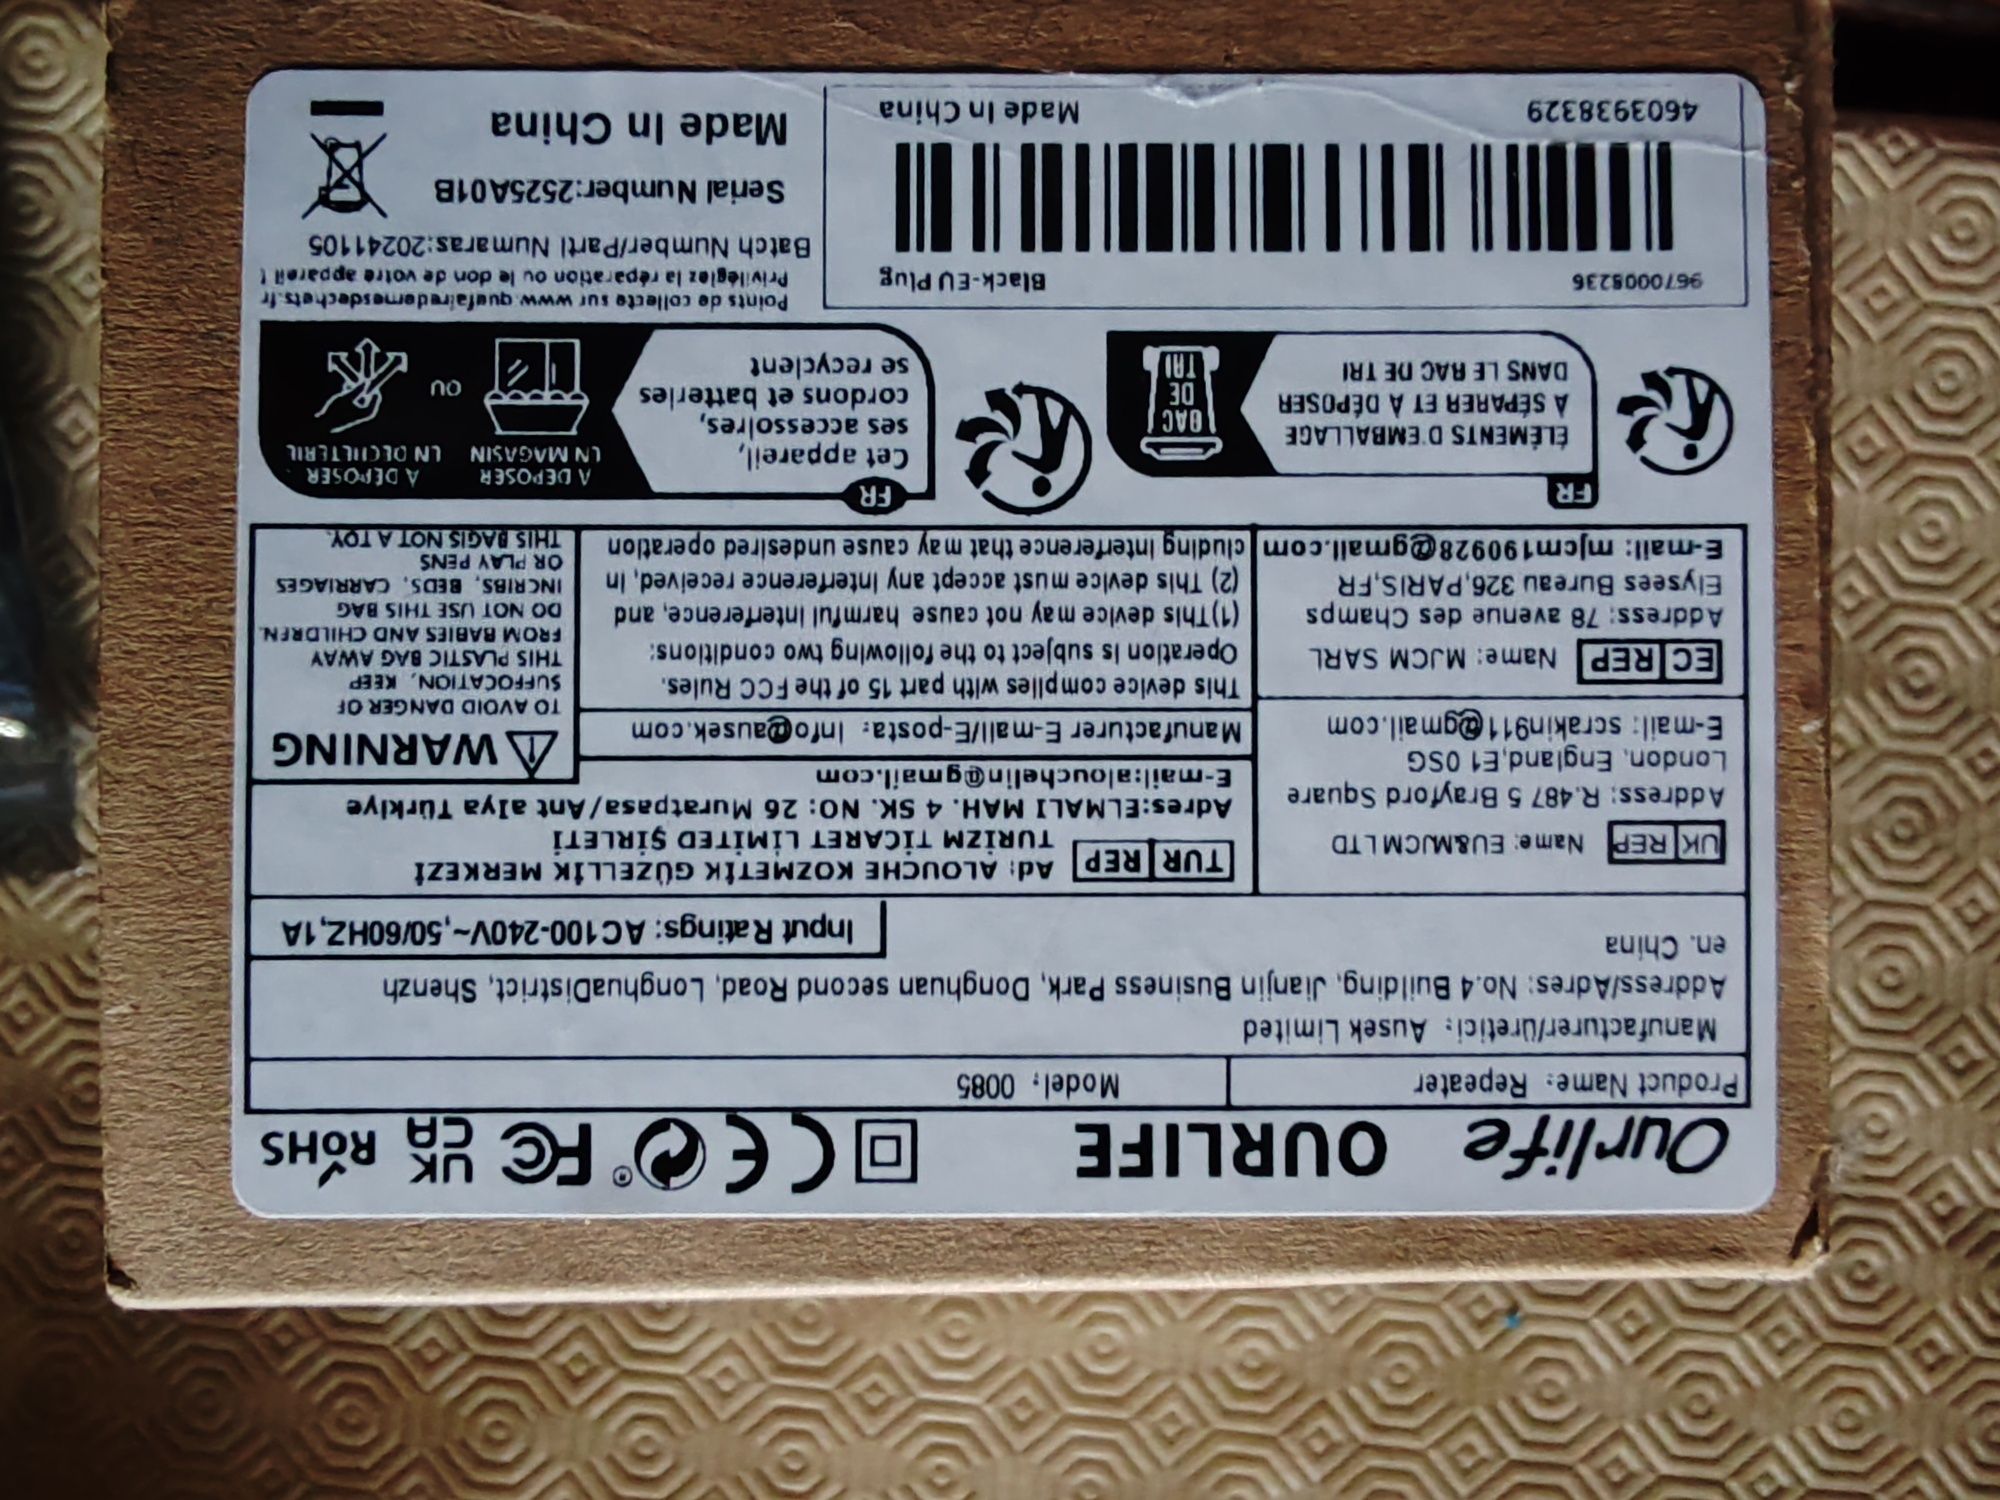 Ourlife OURLIFE CE FC UK CA RoHS
Product Name: Repeater
Model: 0085
Manufacturer/üretici: Ausek Limited
Address/Adres: No.4 Building, Jianjin Business Park, Donghuan second Road, LonghuaDistrict, Shenzh
en. China
Input Ratings: AC100-240V~,50/60HZ,1A
UK REP Name: EU&MJCM LTD
Address: R.487 5 Brayford Square
London, England,E1 0SG
E-mail: scrakin911@gmail.com
EC REP Name: MJCM SARL
Address: 78 avenue des Champs
Elysees Bureau 326,PARIS,FR
E-mail: mjcm190928@gmail.com
TUR REP Ad: ALOUCHE KOZMETİK GÜZELLİK MERKEZİ
TURİZM TİCARET LİMİTED ŞİRLETİ
Adres:ELMALI MAH. 4 SK. NO: 26 Muratpasa/Ant alya Türkiye
E-mail:alouchelin@gmail.com
Manufacturer E-mail/E-posta: Info@ausek.com
This device complies with part 15 of the FCC Rules.
Operation is subject to the following two conditions:
(1)This device may not cause harmful interference, and
(2) This device must accept any interference received, in
cluding interference that may cause undesired operation
WARNING
TO AVOID DANGER OF
SUFFOCATION, KEEP
THIS PLASTIC BAG AWAY
FROM BABIES AND CHILDREN.
DO NOT USE THIS BAG
INCRIBS, BEDS, CARRIAGES
OR PLAY PENS
THIS BAGIS NOT A TOY.
FR
ÉLÉMENTS D'EMBALLAGE
À SÉPARER ET À DÉPOSER
DANS LE BAC DE TRI
BAC
DE
TRI
FR
Cet appareil,
ses accessoires,
cordons et batteries
se recyclent
À DÉPOSER
EN MAGASIN
OU
À DÉPOSER
EN DÉCHÈTERIE
9670008236 Black-EU Plug
4603938329 Made In China
Points de collecte sur www.quefairedemesdechets.fr
Privilégiez la réparation ou le don de votre appareil !
Batch Number/Parti Numaras:20241105
Serial Number:2525A01B
Made In China